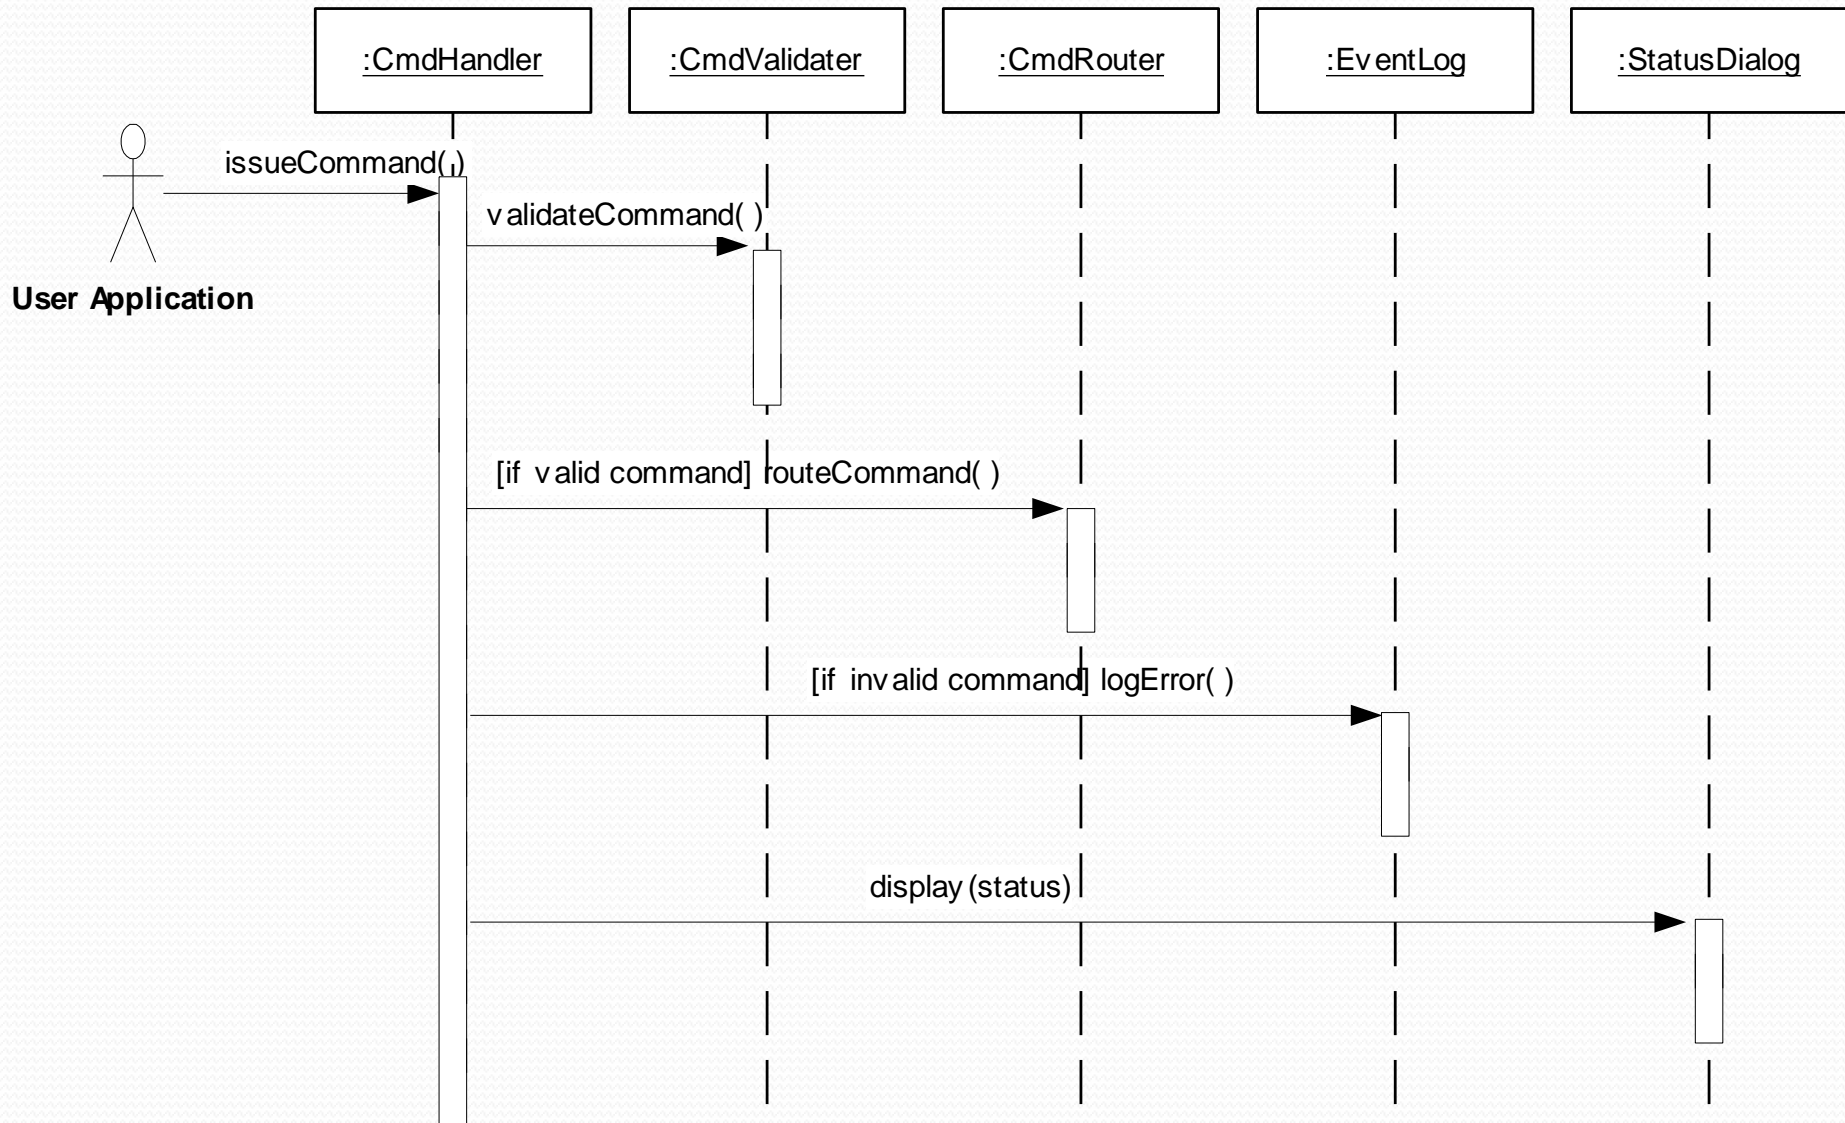 :CmdHandler
:CmdValidater
:CmdRouter
:EventLog
:StatusDialog
issueCommand( )
validateCommand( )
User Application
[if valid command] routeCommand( )
[if invalid command] logError( )
display(status)